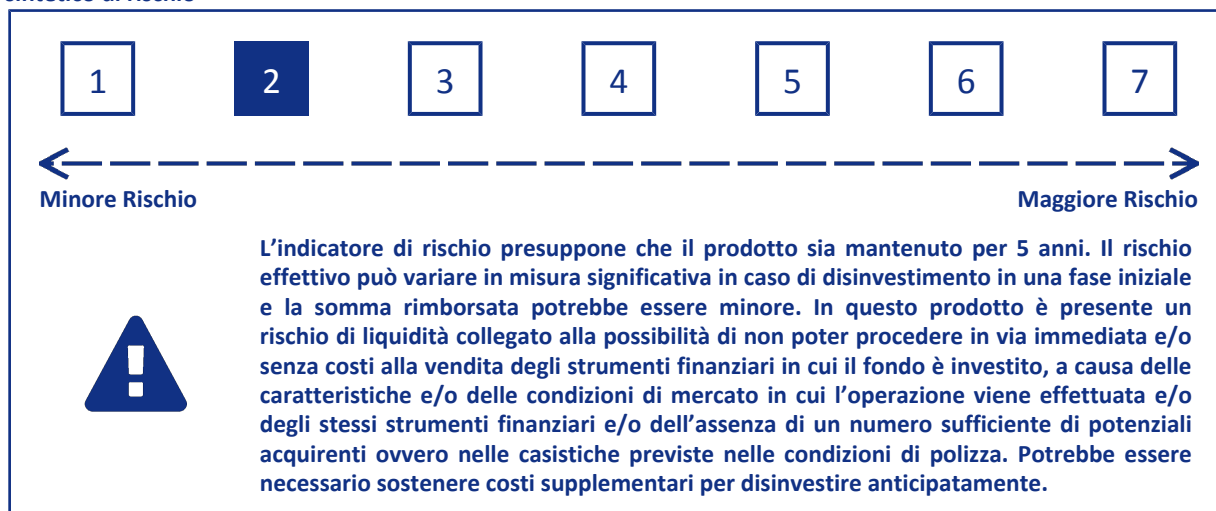 sintetico di rischio
1 2 3 4 5 6 7
Minore Rischio Maggiore Rischio
L’indicatore di rischio presuppone che il prodotto sia mantenuto per 5 anni. Il rischio
effettivo può variare in misura significativa in caso di disinvestimento in una fase iniziale
e la somma rimborsata potrebbe essere minore. In questo prodotto è presente un
rischio di liquidità collegato alla possibilità di non poter procedere in via immediata e/o
senza costi alla vendita degli strumenti finanziari in cui il fondo è investito, a causa delle
caratteristiche e/o delle condizioni di mercato in cui l’operazione viene effettuata e/o
degli stessi strumenti finanziari e/o dell’assenza di un numero sufficiente di potenziali
acquirenti ovvero nelle casistiche previste nelle condizioni di polizza. Potrebbe essere
necessario sostenere costi supplementari per disinvestire anticipatamente.